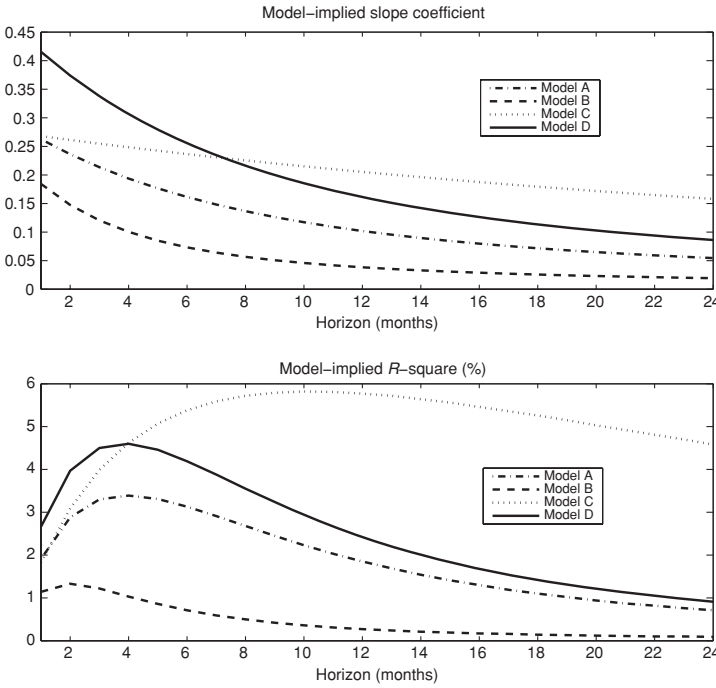 Model−implied slope coefficient
0.45
0.4
0.35
0.3
0.25
0.2
0.15
0.1
0.05
0
2 4 6 8 10 12 14 16 18 20 22 24
Horizon (months)
Model A
Model B
Model C
Model D
Model−implied R−square (%)
6
5
4
3
2
1
0
2 4 6 8 10 12 14 16 18 20 22 24
Horizon (months)
Model A
Model B
Model C
Model D